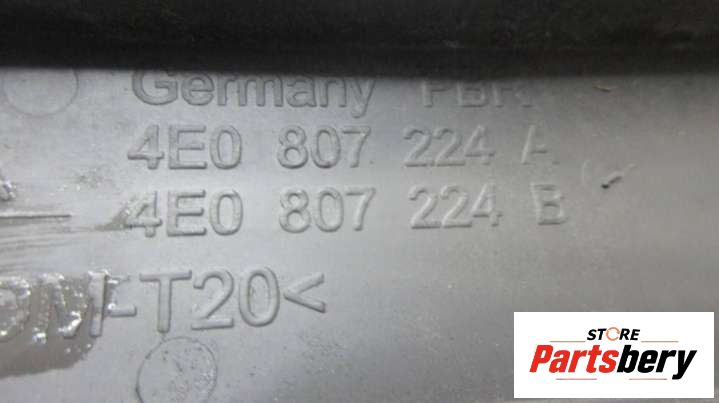 Germany PBR
4E0 807 224 A
4E0 807 224 B
-T20<
STORE
Partsbery